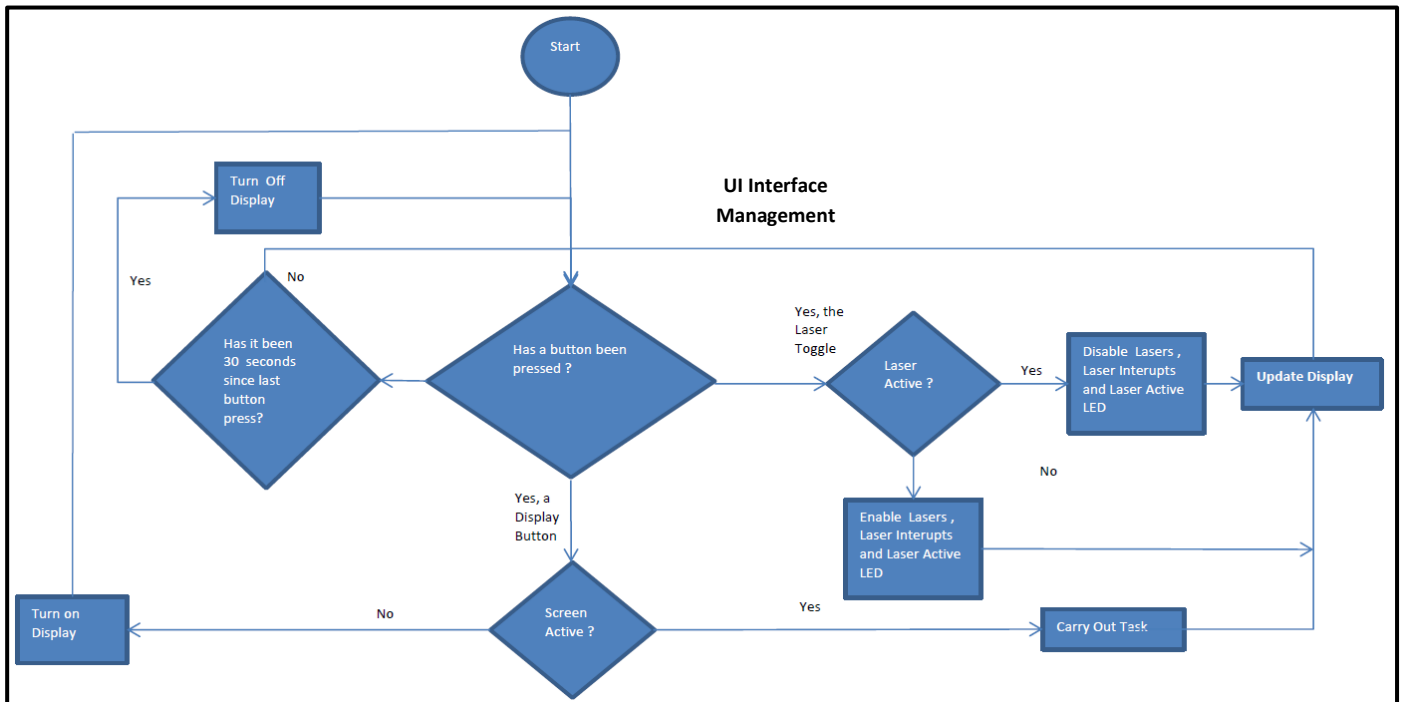 Start
UI Interface
Management
Turn  Off
Display
Yes
No
Has it been
30  seconds
since last
button
press?
Has a button been
pressed ?
Yes, the
Laser
Toggle
Laser
Active ?
Yes
Disable  Lasers ,
Laser Interupts
and Laser Active
LED
Update Display
No
Enable  Lasers ,
Laser Interupts
and Laser Active
LED
Yes, a
Display
Button
Screen
Active ?
No
Turn on
Display
Yes
Carry Out Task